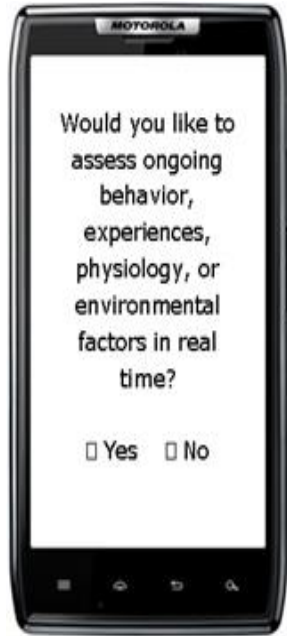 MOTOROLA
Would you like to
assess ongoing
behavior,
experiences,
physiology, or
environmental
factors in real
time?
☐ Yes ☐ No